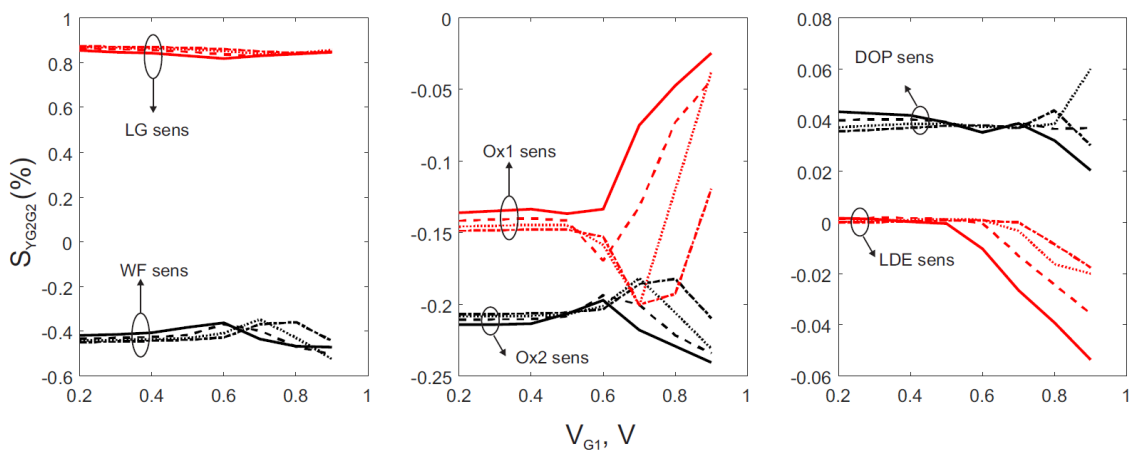 S_YG2G2 (%)
1
0.8
0.6
0.4
0.2
0
-0.2
-0.4
-0.6
0.2 0.4 0.6 0.8 1
LG sens
WF sens
0
-0.05
-0.1
-0.15
-0.2
-0.25
0.2 0.4 0.6 0.8 1
Ox1 sens
Ox2 sens
0.08
0.06
0.04
0.02
0
-0.02
-0.04
-0.06
0.2 0.4 0.6 0.8 1
DOP sens
LDE sens
V_G1, V